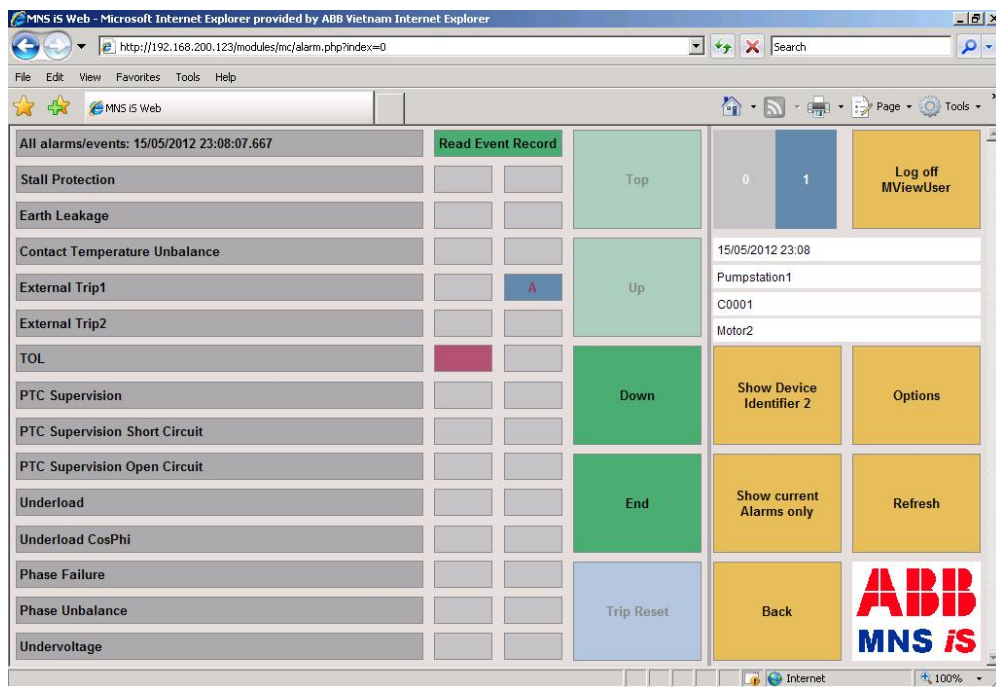 MNS iS Web - Microsoft Internet Explorer provided by ABB Vietnam Internet Explorer
http://192.168.200.123/modules/mc/alarm.php?index=0
Search
File Edit View Favorites Tools Help
MNS iS Web
Page Tools
All alarms/events: 15/05/2012 23:08:07.667
Read Event Record
Stall Protection
Earth Leakage
Contact Temperature Unbalance
External Trip1
A
External Trip2
TOL
PTC Supervision
PTC Supervision Short Circuit
PTC Supervision Open Circuit
Underload
Underload CosPhi
Phase Failure
Phase Unbalance
Undervoltage
Top
Up
Down
End
Trip Reset
0
1
Log off
MViewUser
15/05/2012 23:08
Pumpstation1
C0001
Motor2
Show Device
Identifier 2
Options
Show current
Alarms only
Refresh
Back
ABB
MNS iS
Internet
100%